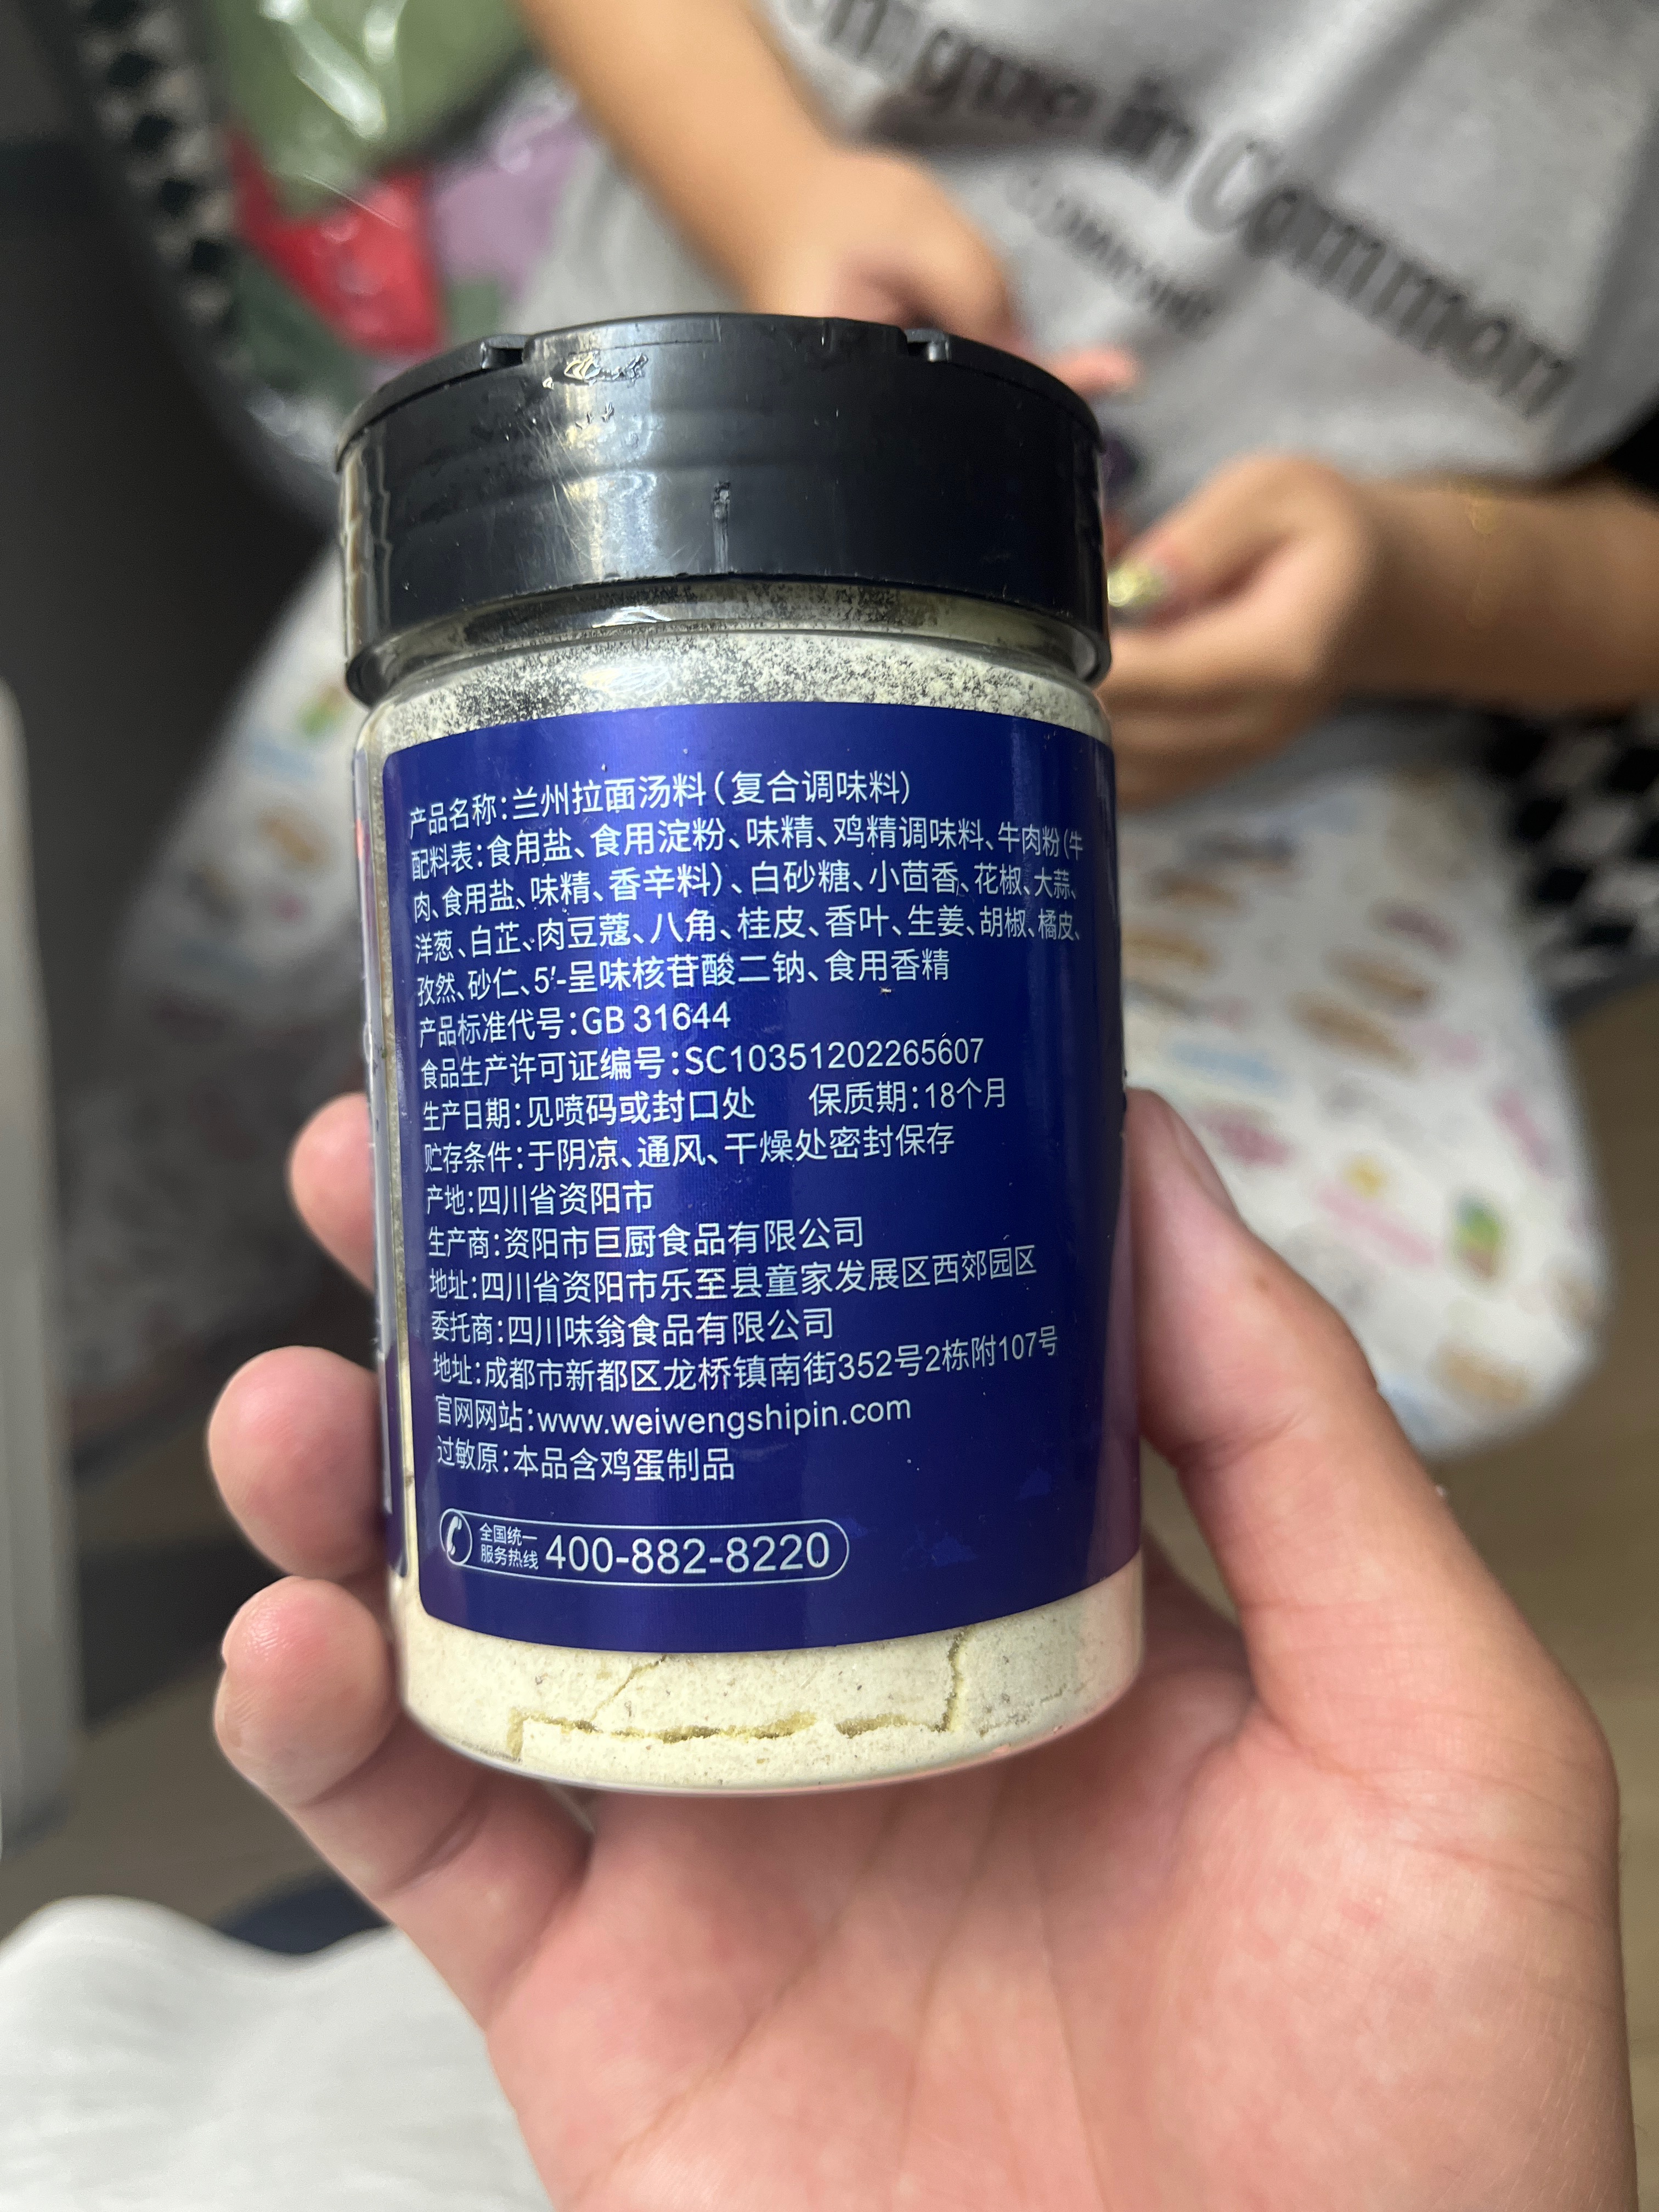 ngue in Common
产品名称:兰州拉面汤料(复合调味料)
配料表:食用盐、食用淀粉、味精、鸡精调味料、牛肉粉(牛
肉、食用盐、味精、香辛料)、白砂糖、小茴香、花椒、大蒜、
洋葱、白芷、肉豆蔻、八角、桂皮、香叶、生姜、胡椒、橘皮、
孜然、砂仁、5'-呈味核苷酸二钠、食用香精
产品标准代号:GB 31644
食品生产许可证编号:SC10351202265607
生产日期:见喷码或封口处 保质期:18个月
贮存条件:于阴凉、通风、干燥处密封保存
产地:四川省资阳市
生产商:资阳市巨厨食品有限公司
地址:四川省资阳市乐至县童家发展区西郊园区
委托商:四川味翁食品有限公司
地址:成都市新都区龙桥镇南街352号2栋附107号
官网网站:www.weiwengshipin.com
过敏原:本品含鸡蛋制品
全国统一
服务热线 400-882-8220